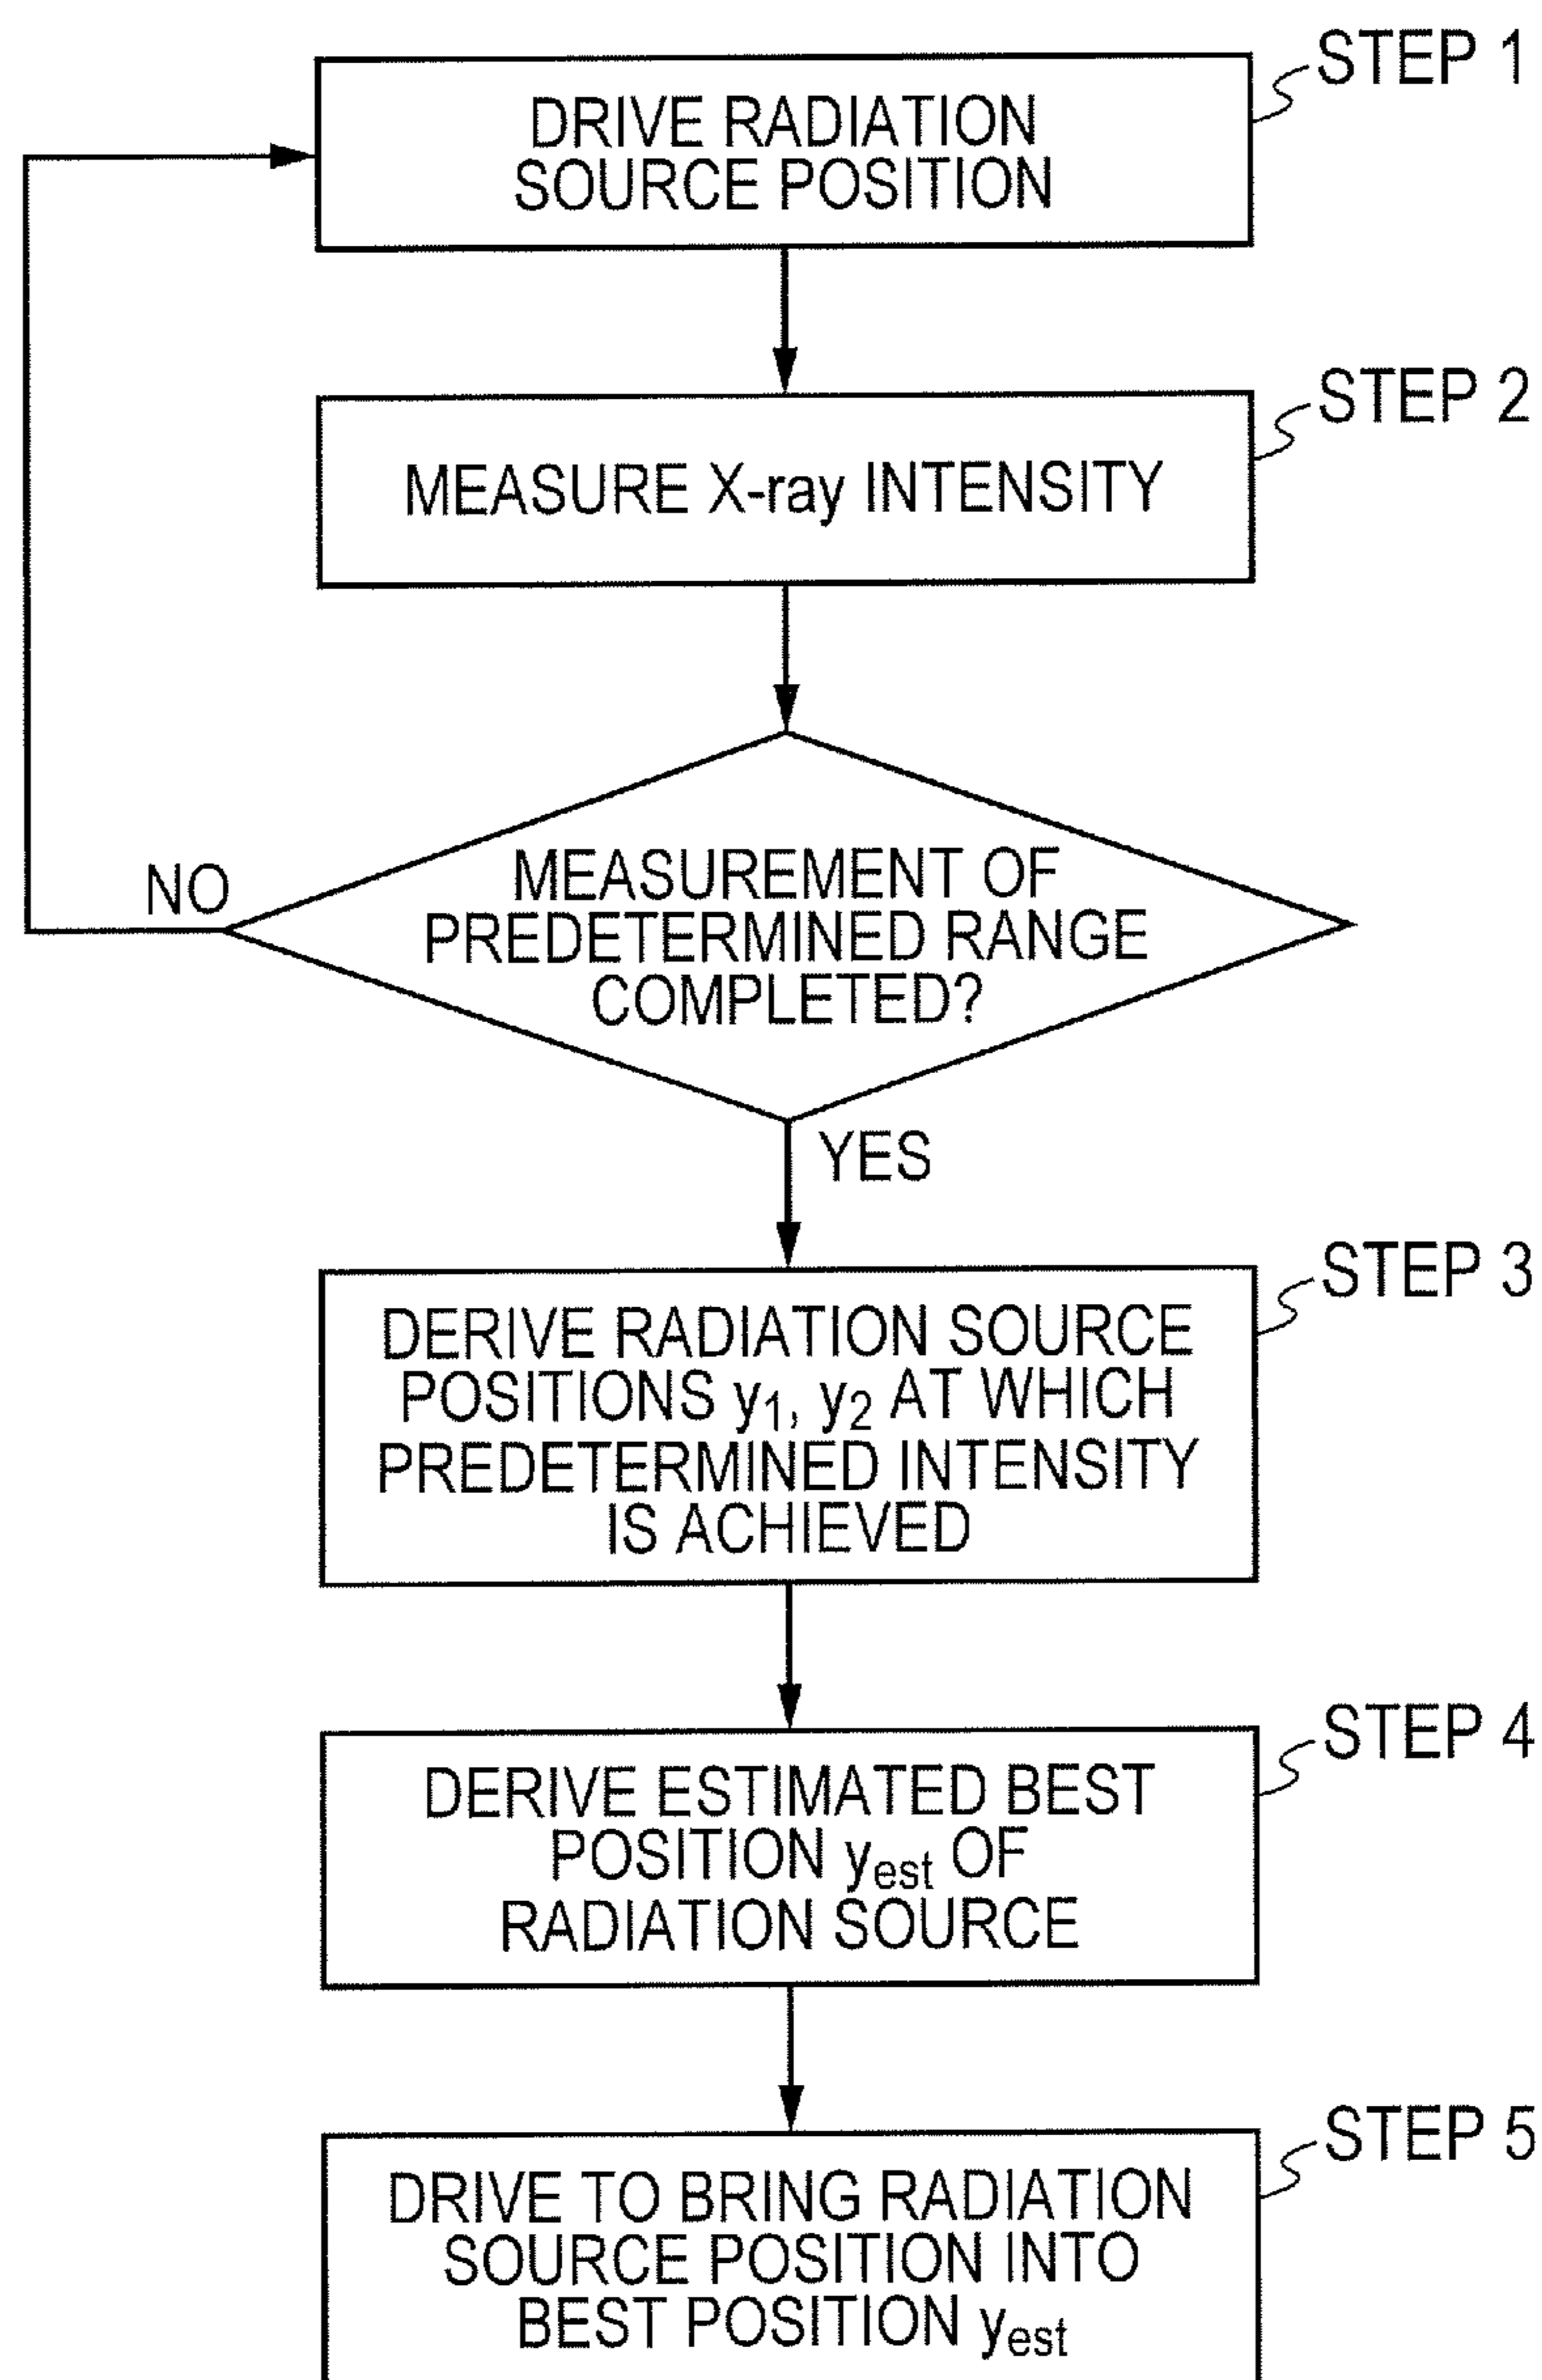 STEP 1
DRIVE RADIATION
SOURCE POSITION
STEP 2
MEASURE X-ray INTENSITY
MEASUREMENT OF
PREDETERMINED RANGE
COMPLETED?
NO
YES
STEP 3
DERIVE RADIATION SOURCE
POSITIONS y₁, y₂ AT WHICH
PREDETERMINED INTENSITY
IS ACHIEVED
STEP 4
DERIVE ESTIMATED BEST
POSITION yest OF
RADIATION SOURCE
STEP 5
DRIVE TO BRING RADIATION
SOURCE POSITION INTO
BEST POSITION yest